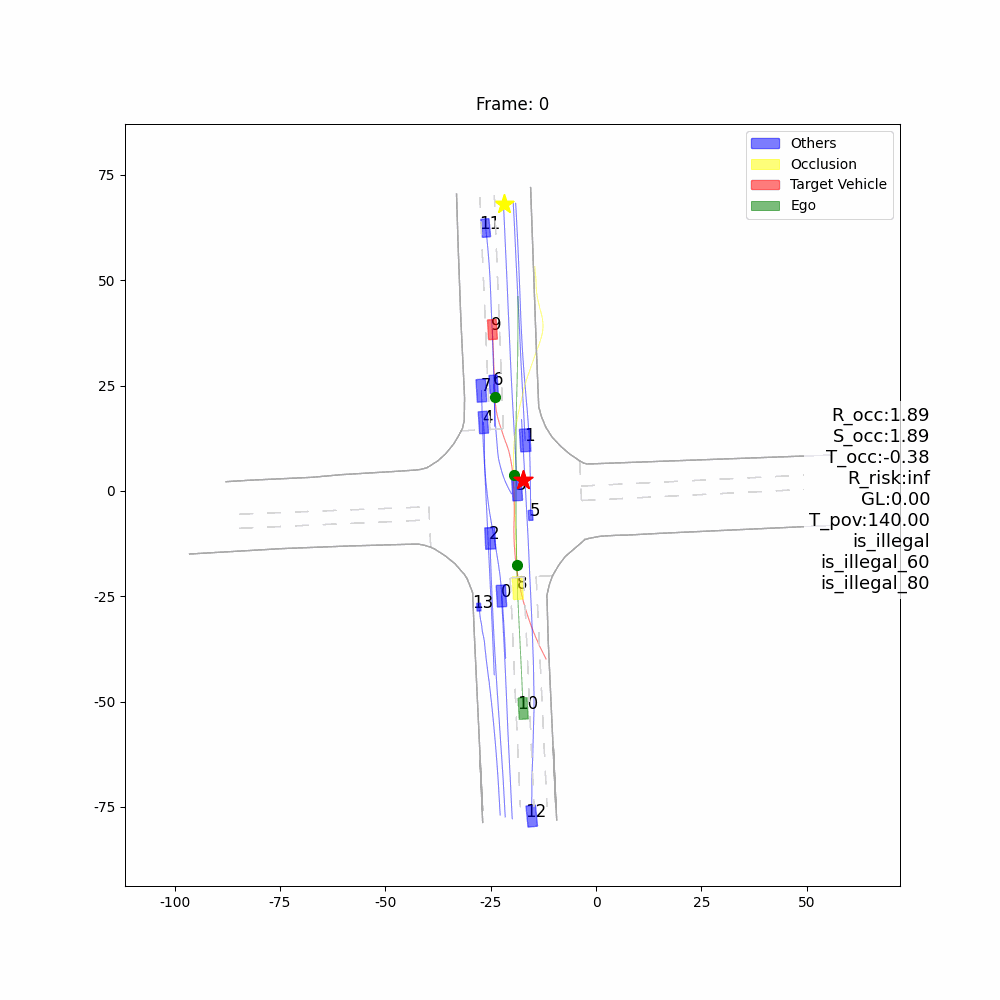 Frame: 0
Others
Occlusion
Target Vehicle
Ego
75
50
25
0
-25
-50
-75
-100
-75
-50
-25
0
25
50
11
9
6
7
4
1
3
5
2
8
0
13
10
12
R_occ:1.89
S_occ:1.89
T_occ:-0.38
R_risk:inf
GL:0.00
T_pov:140.00
is_illegal
is_illegal_60
is_illegal_80